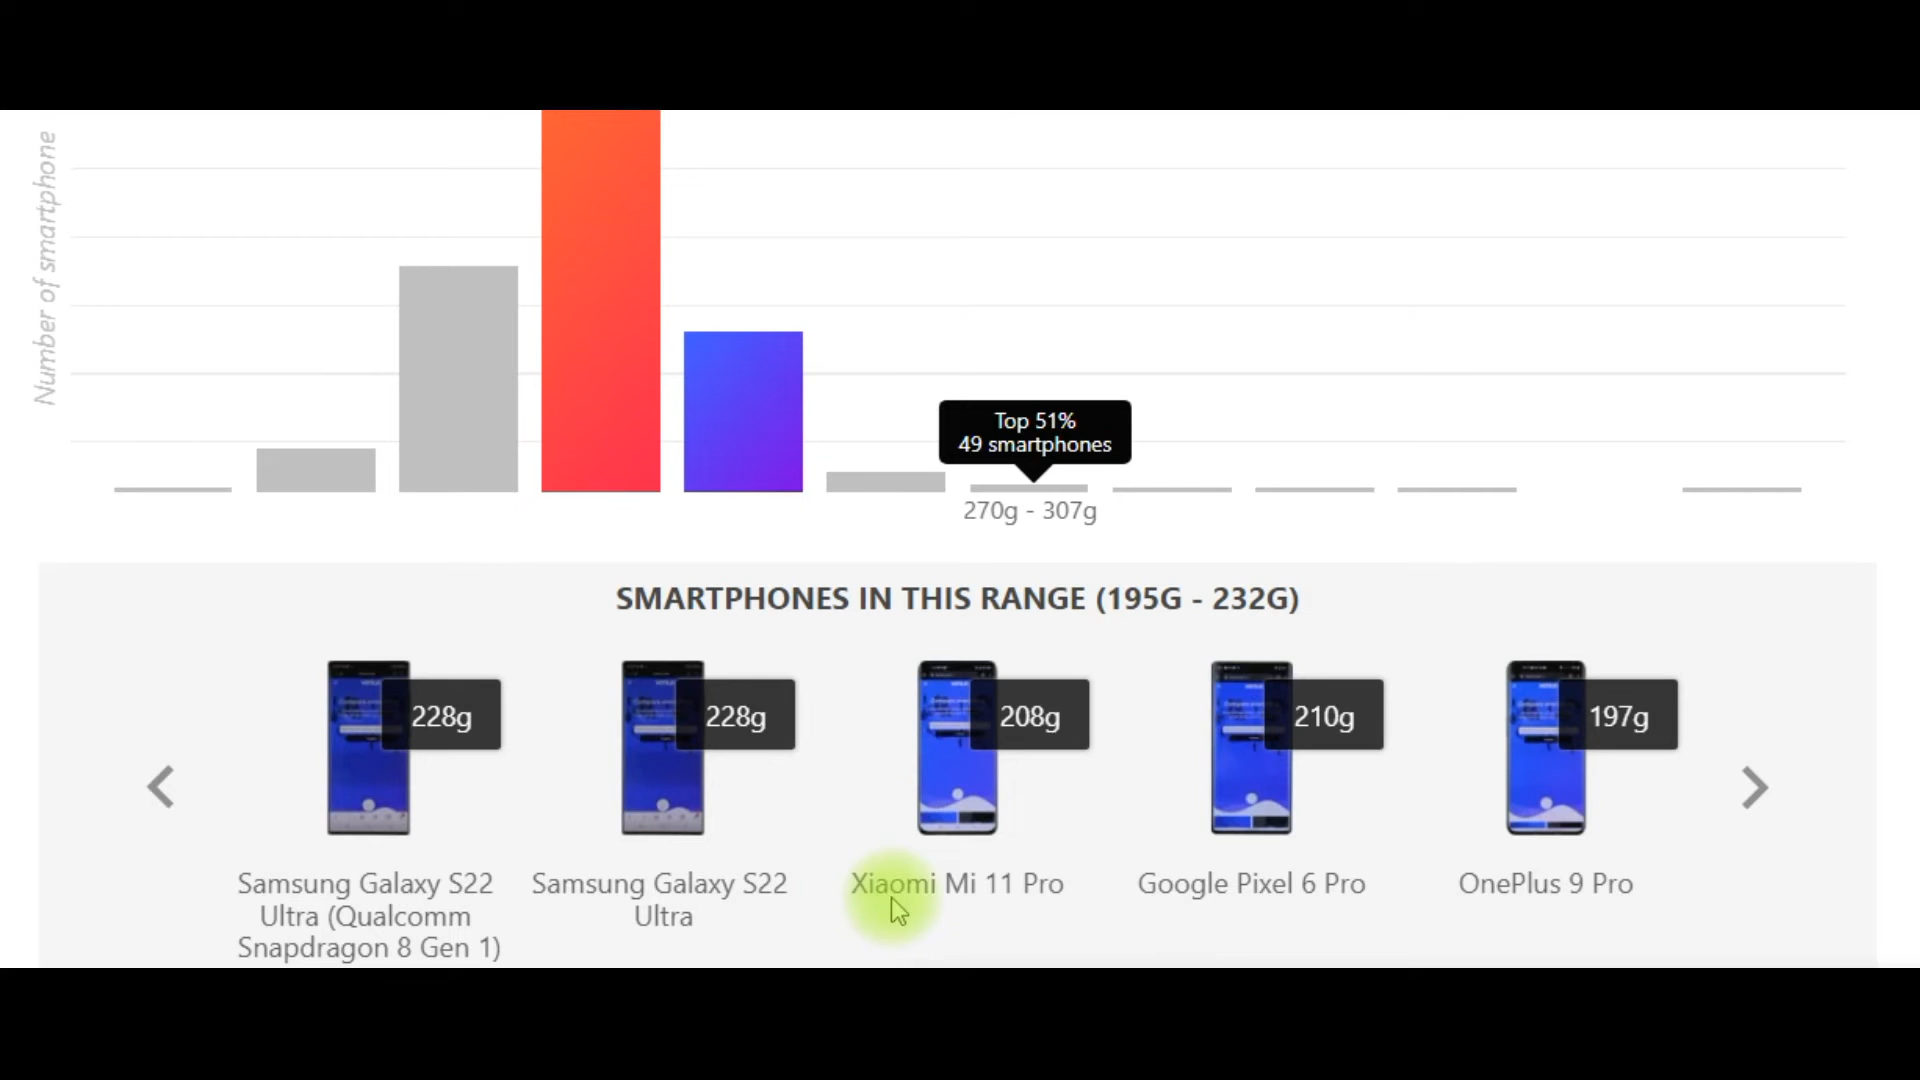 Number of smartphone
Top 51%
49 smartphones
270g - 307g
SMARTPHONES IN THIS RANGE (195G - 232G)
228g
228g
208g
210g
197g
Samsung Galaxy S22
Ultra (Qualcomm
Snapdragon 8 Gen 1)
Samsung Galaxy S22
Ultra
Xiaomi Mi 11 Pro
Google Pixel 6 Pro
OnePlus 9 Pro